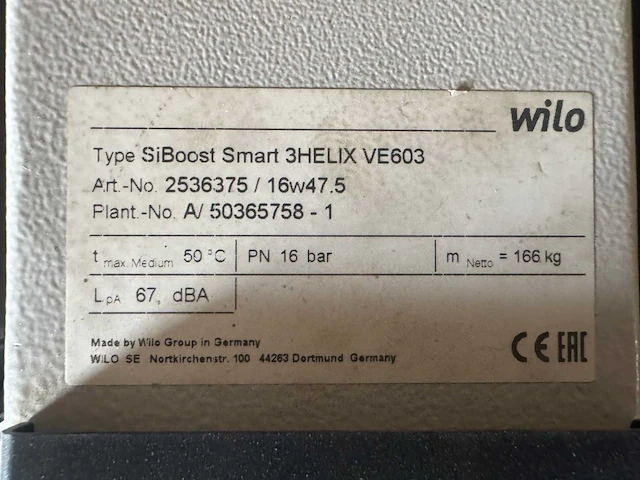 wilo
Type SiBoost Smart 3HELIX VE603
Art.-No. 2536375 / 16w47.5
Plant.-No. A/ 50365758 - 1
t max. Medium 50 °C PN 16 bar m Netto = 166 kg
LpA 67, dBA
Made by Wilo Group in Germany
WILO SE Nortkirchenstr. 100 44263 Dortmund Germany
CE EAC